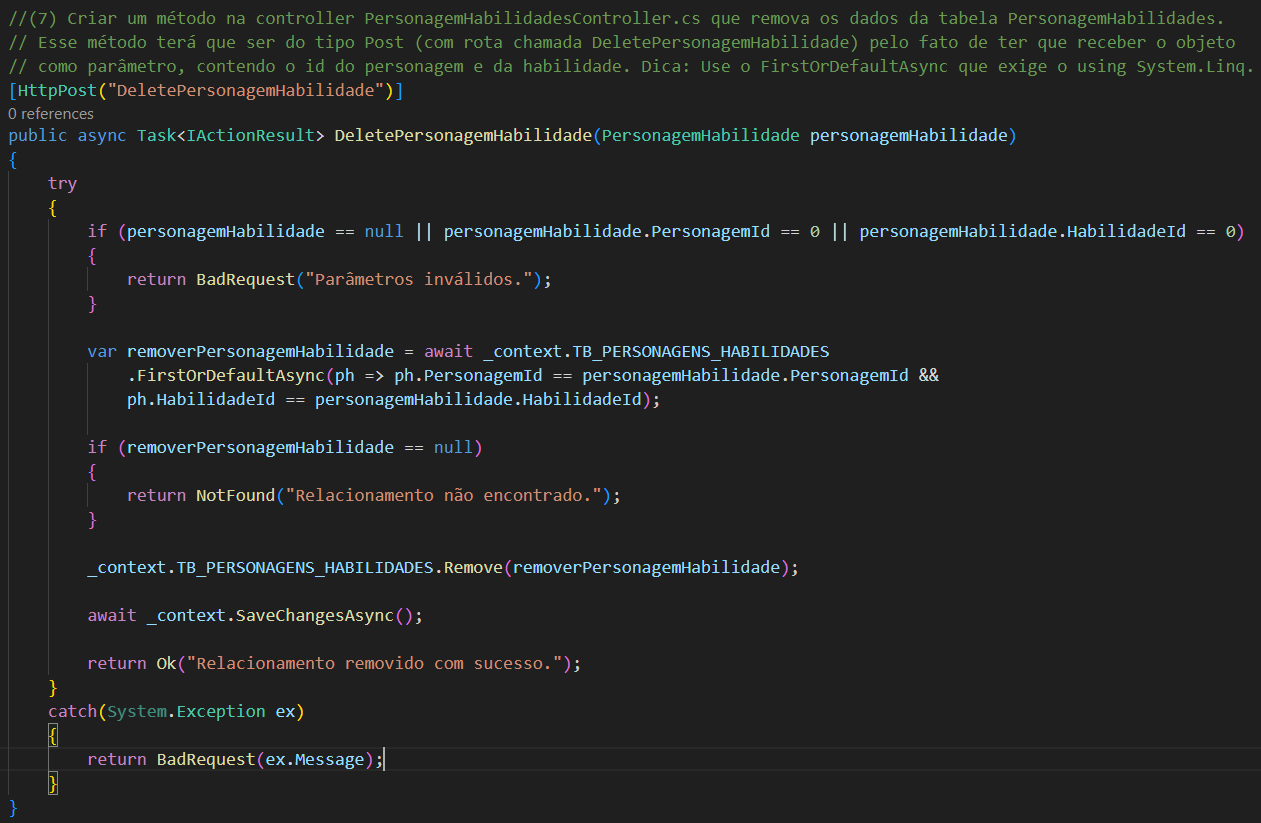 //(7) Criar um método na controller PersonagemHabilidadesController.cs que remova os dados da tabela PersonagemHabilidades.
// Esse método terá que ser do tipo Post (com rota chamada DeletePersonagemHabilidade) pelo fato de ter que receber o objeto
// como parâmetro, contendo o id do personagem e da habilidade. Dica: Use o FirstOrDefaultAsync que exige o using System.Linq.
[HttpPost("DeletePersonagemHabilidade")]
0 references
public async Task<IActionResult> DeletePersonagemHabilidade(PersonagemHabilidade personagemHabilidade)
{
    try
    {
        if (personagemHabilidade == null || personagemHabilidade.PersonagemId == 0 || personagemHabilidade.HabilidadeId == 0)
        {
            return BadRequest("Parâmetros inválidos.");
        }

        var removerPersonagemHabilidade = await _context.TB_PERSONAGENS_HABILIDADES
            .FirstOrDefaultAsync(ph => ph.PersonagemId == personagemHabilidade.PersonagemId &&
            ph.HabilidadeId == personagemHabilidade.HabilidadeId);

        if (removerPersonagemHabilidade == null)
        {
            return NotFound("Relacionamento não encontrado.");
        }

        _context.TB_PERSONAGENS_HABILIDADES.Remove(removerPersonagemHabilidade);

        await _context.SaveChangesAsync();

        return Ok("Relacionamento removido com sucesso.");
    }
    catch(System.Exception ex)
    {
        return BadRequest(ex.Message);
    }
}